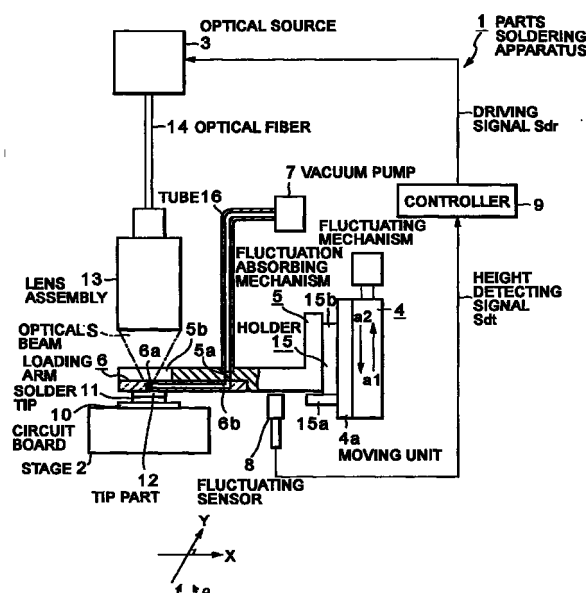 OPTICAL SOURCE
3
1 PARTS
SOLDERING
APPARATUS
14 OPTICAL FIBER
DRIVING
SIGNAL Sdr
TUBE16
7 VACUUM PUMP
CONTROLLER
9
FLUCTUATING
MECHANISM
13
LENS
ASSEMBLY
FLUCTUATION
ABSORBING
MECHANISM
HEIGHT
DETECTING
SIGNAL
Sdt
5
15b
4
OPTICAL'S
BEAM
5b
HOLDER
a2
15
6a
5a
LOADING 6
ARM
a1
SOLDER 11
TIP
6b
10
15a
CIRCUIT
BOARD
4a
8
MOVING UNIT
STAGE 2
12
TIP PART
FLUCTUATING
SENSOR
Y
X